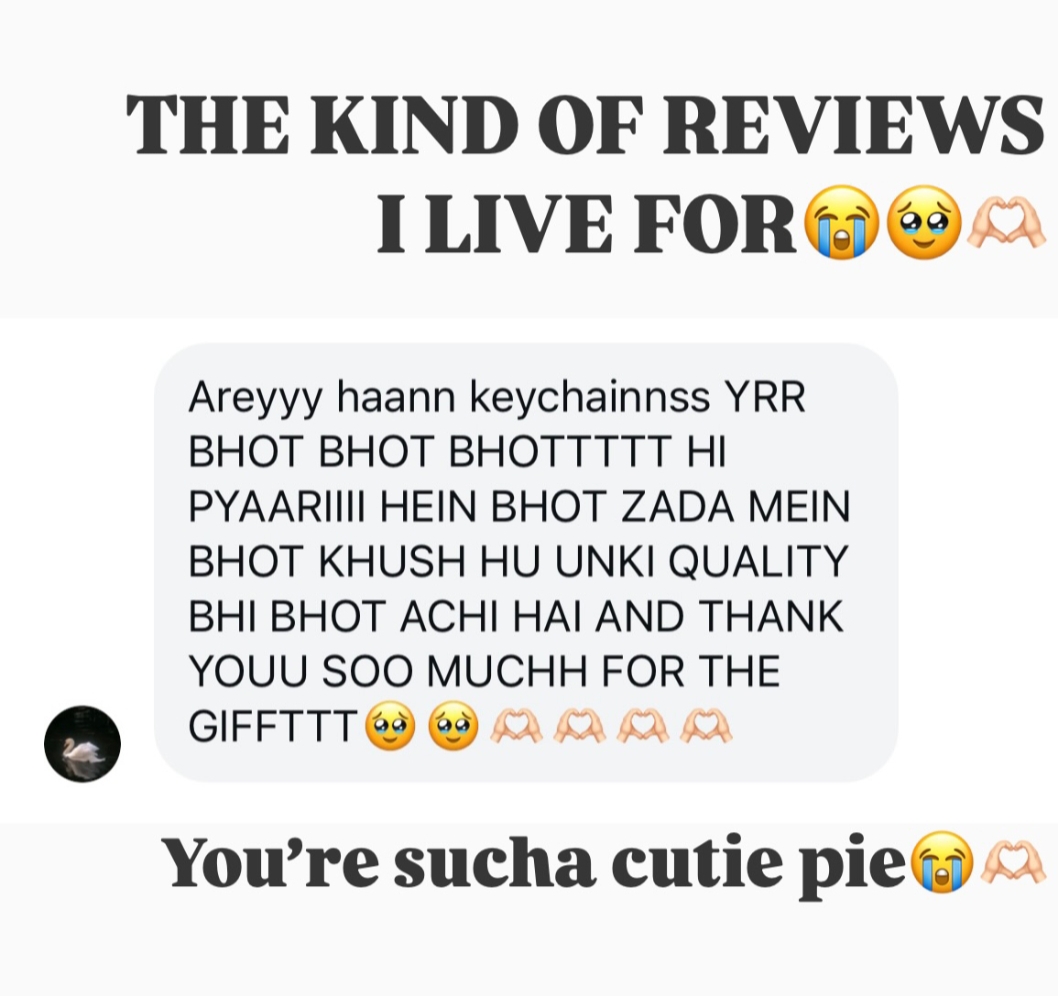 THE KIND OF REVIEWS
I LIVE FOR😭🥹🫶🏻
Areyyy haann keychainnss YRR
BHOT BHOT BHOTTTTT HI
PYAARIIII HEIN BHOT ZADA MEIN
BHOT KHUSH HU UNKI QUALITY
BHI BHOT ACHI HAI AND THANK
YOUU SOO MUCHH FOR THE
GIFFTTT🥹🥹🫶🏻🫶🏻🫶🏻🫶🏻
You’re sucha cutie pie😭🫶🏻